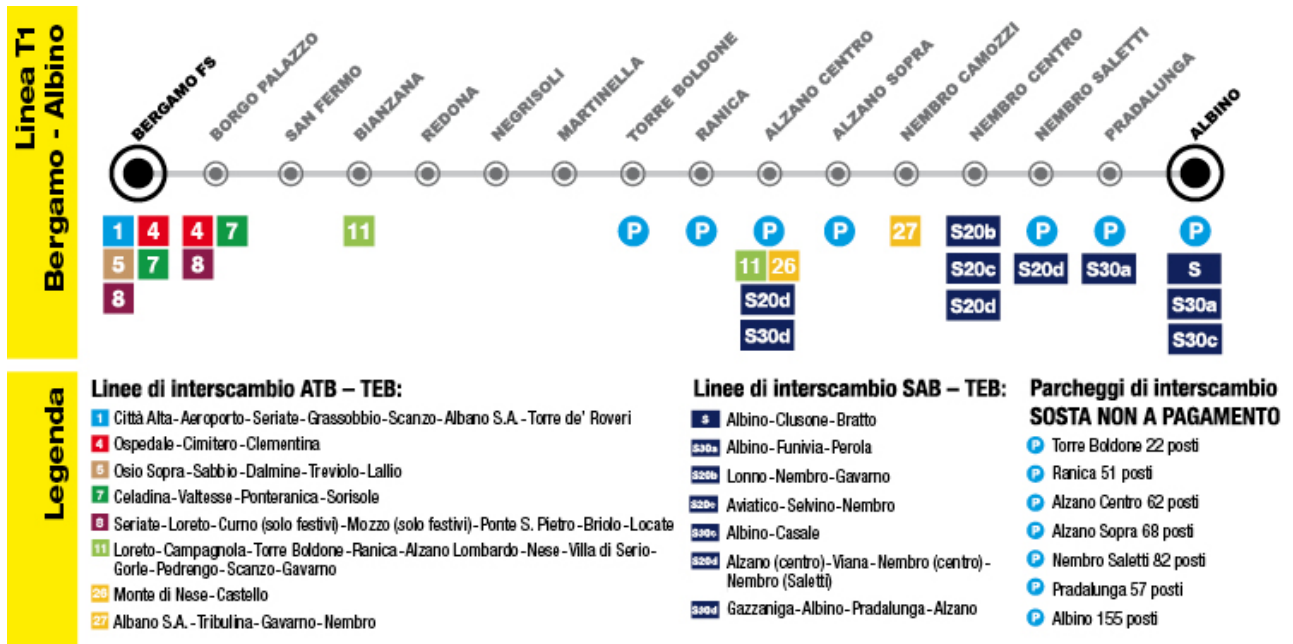 Linea T1
Bergamo - Albino
BERGAMO FS
BORGO PALAZZO
SAN FERMO
BIANZANA
REDONA
NEGRISOLI
MARTINELLA
TORRE BOLDONE
RANICA
ALZANO CENTRO
ALZANO SOPRA
NEMBRO CAMOZZI
NEMBRO CENTRO
NEMBRO SALETTI
PRADALUNGA
ALBINO
1 4 4 7 11 P P P P 27 S20b P P P
5 7 8 11 26 S20c S20d S30a S
8 S20d S20d S30a
S30d S30c
Legenda
Linee di interscambio ATB – TEB:
1 Città Alta-Aeroporto-Seriate-Grassobbio-Scanzo-Albano S.A.-Torre de' Roveri
4 Ospedale-Cimitero-Clementina
5 Osio Sopra-Sabbio-Dalmine-Treviolo-Lallio
7 Celadina-Valtesse-Ponteranica-Sorisole
8 Seriate-Loreto-Curno (solo festivi)-Mozzo (solo festivi)-Ponte S. Pietro-Briolo-Locate
11 Loreto-Campagnola-Torre Boldone-Ranica-Alzano Lombardo-Nese-Villa di Serio-
Gorle-Pedrengo-Scanzo-Gavarno
26 Monte di Nese-Castello
27 Albano S.A.-Tribulina-Gavarno-Nembro
Linee di interscambio SAB – TEB:
S Albino-Clusone-Bratto
S30a Albino-Funivia-Perola
S20b Lonno-Nembro-Gavarno
S20c Aviatico-Selvino-Nembro
S30c Albino-Casale
S20d Alzano (centro)-Viana-Nembro (centro)-
Nembro (Saletti)
S30d Gazzaniga-Albino-Pradalunga-Alzano
Parcheggi di interscambio
SOSTA NON A PAGAMENTO
P Torre Boldone 22 posti
P Ranica 51 posti
P Alzano Centro 62 posti
P Alzano Sopra 68 posti
P Nembro Saletti 82 posti
P Pradalunga 57 posti
P Albino 155 posti